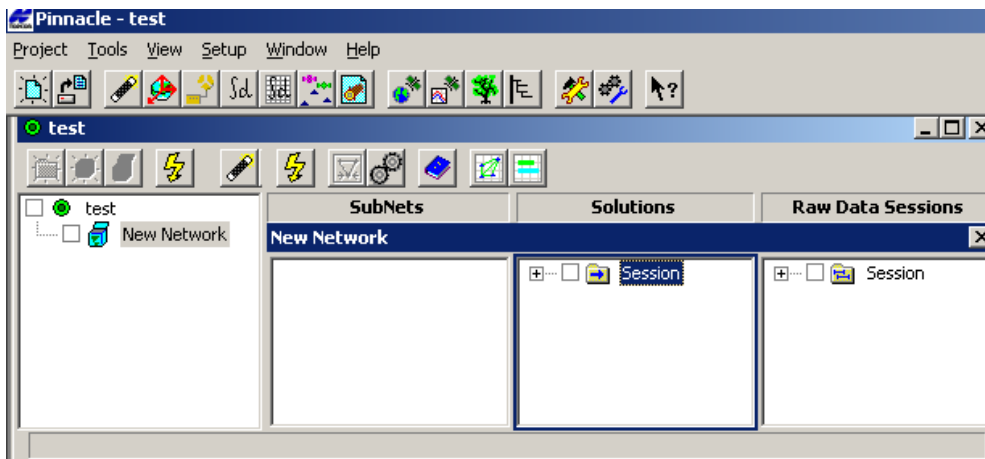 Pinnacle - test
Project Tools View Setup Window Help
test
test
New Network
SubNets Solutions Raw Data Sessions
New Network
Session
Session